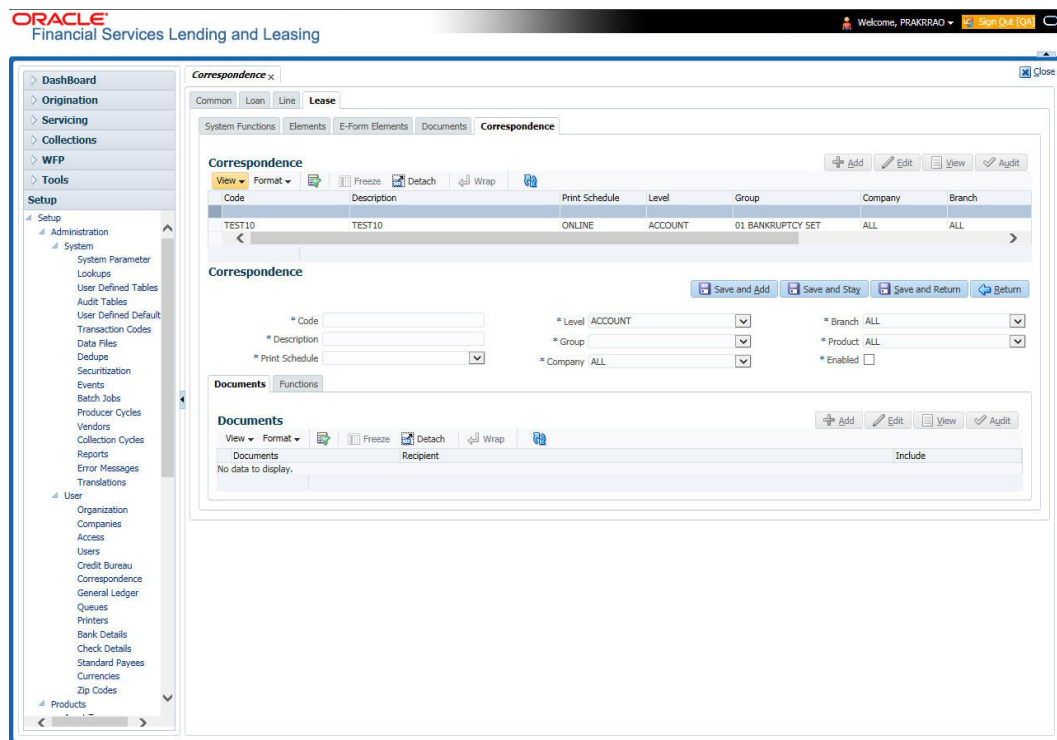 ORACLE
Financial Services Lending and Leasing
Welcome, PRAKRRAO
Sign Out [QA]
Close
DashBoard
Origination
Servicing
Collections
WFP
Tools
Setup
Setup
Administration
System
System Parameter
Lookups
User Defined Tables
Audit Tables
User Defined Default
Transaction Codes
Data Files
Dedupe
Securitization
Events
Batch Jobs
Producer Cycles
Vendors
Collection Cycles
Reports
Error Messages
Translations
User
Organization
Companies
Access
Users
Credit Bureau
Correspondence
General Ledger
Queues
Printers
Bank Details
Check Details
Standard Payees
Currencies
Zip Codes
Products
Correspondence x
Common Loan Line Lease
System Functions Elements E-Form Elements Documents Correspondence
Correspondence
Add Edit View Audit
View Format Freeze Detach Wrap
Code Description Print Schedule Level Group Company Branch
TEST10 TEST10 ONLINE ACCOUNT 01 BANKRUPTCY SET ALL ALL
Correspondence
Save and Add Save and Stay Save and Return Return
* Code * Level ACCOUNT * Branch ALL
* Description * Group * Product ALL
* Print Schedule * Company ALL * Enabled
Documents Functions
Documents
Add Edit View Audit
View Format Freeze Detach Wrap
Documents Recipient Include
No data to display.